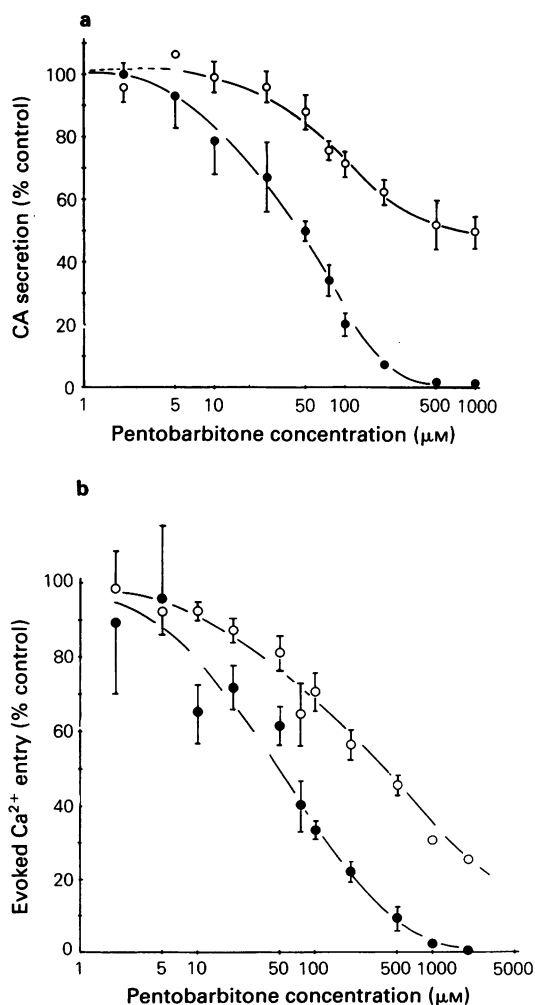 a
CA secretion (% control)
100
80
60
40
20
0
1 5 10 50 100 500 1000
Pentobarbitone concentration (μM)
b
Evoked Ca²⁺ entry (% control)
100
80
60
40
20
0
1 5 10 50 100 500 1000 5000
Pentobarbitone concentration (μM)